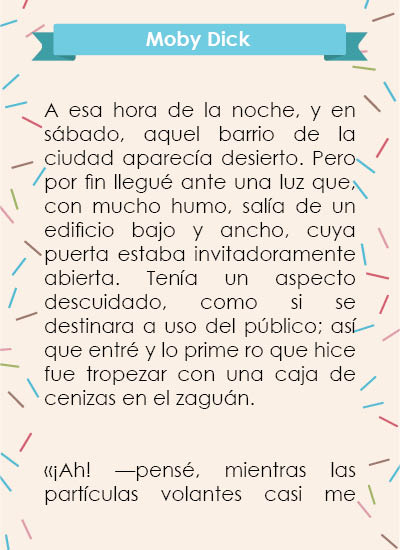 Moby Dick
A esa hora de la noche, y en
sábado, aquel barrio de la
ciudad aparecía desierto. Pero
por fin llegué ante una luz que,
con mucho humo, salía de un
edificio bajo y ancho, cuya
puerta estaba invitadoramente
abierta. Tenía un aspecto
descuidado, como si se
destinara a uso del público; así
que entré y lo prime ro que hice
fue tropezar con una caja de
cenizas en el zaguán.
«¡Ah! —pensé, mientras las
partículas volantes casi me